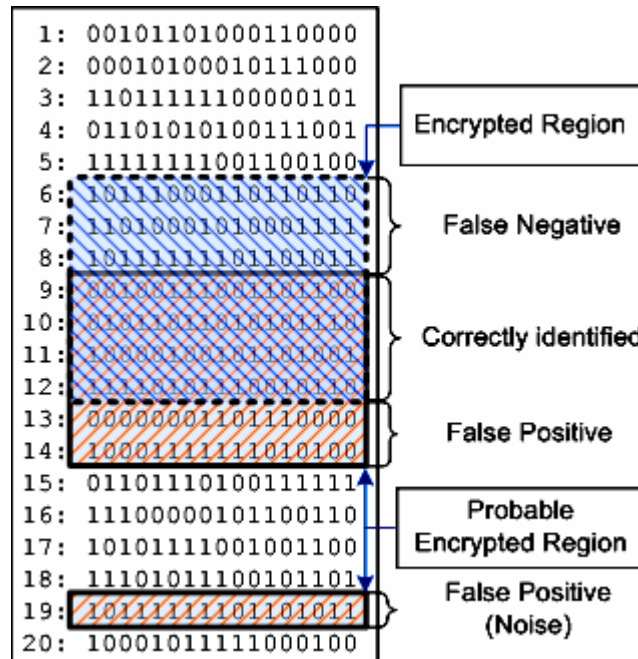 1: 00101101000110000
2: 00010100010111000
3: 11011111100000101
4: 01101010100111001
5: 11111111001100100
6: 10111000110110110
7: 11010001010001111
8: 10111111101101011
9:
10:
11:
12:
13: 00000001101110000
14: 10001111111010100
15: 01101110100111111
16: 11100000101100110
17: 10101111001001100
18: 11101011100101101
19: 10111111101101011
20: 10001011111000100
Encrypted Region
False Negative
Correctly identified
False Positive
Probable
Encrypted Region
False Positive
(Noise)